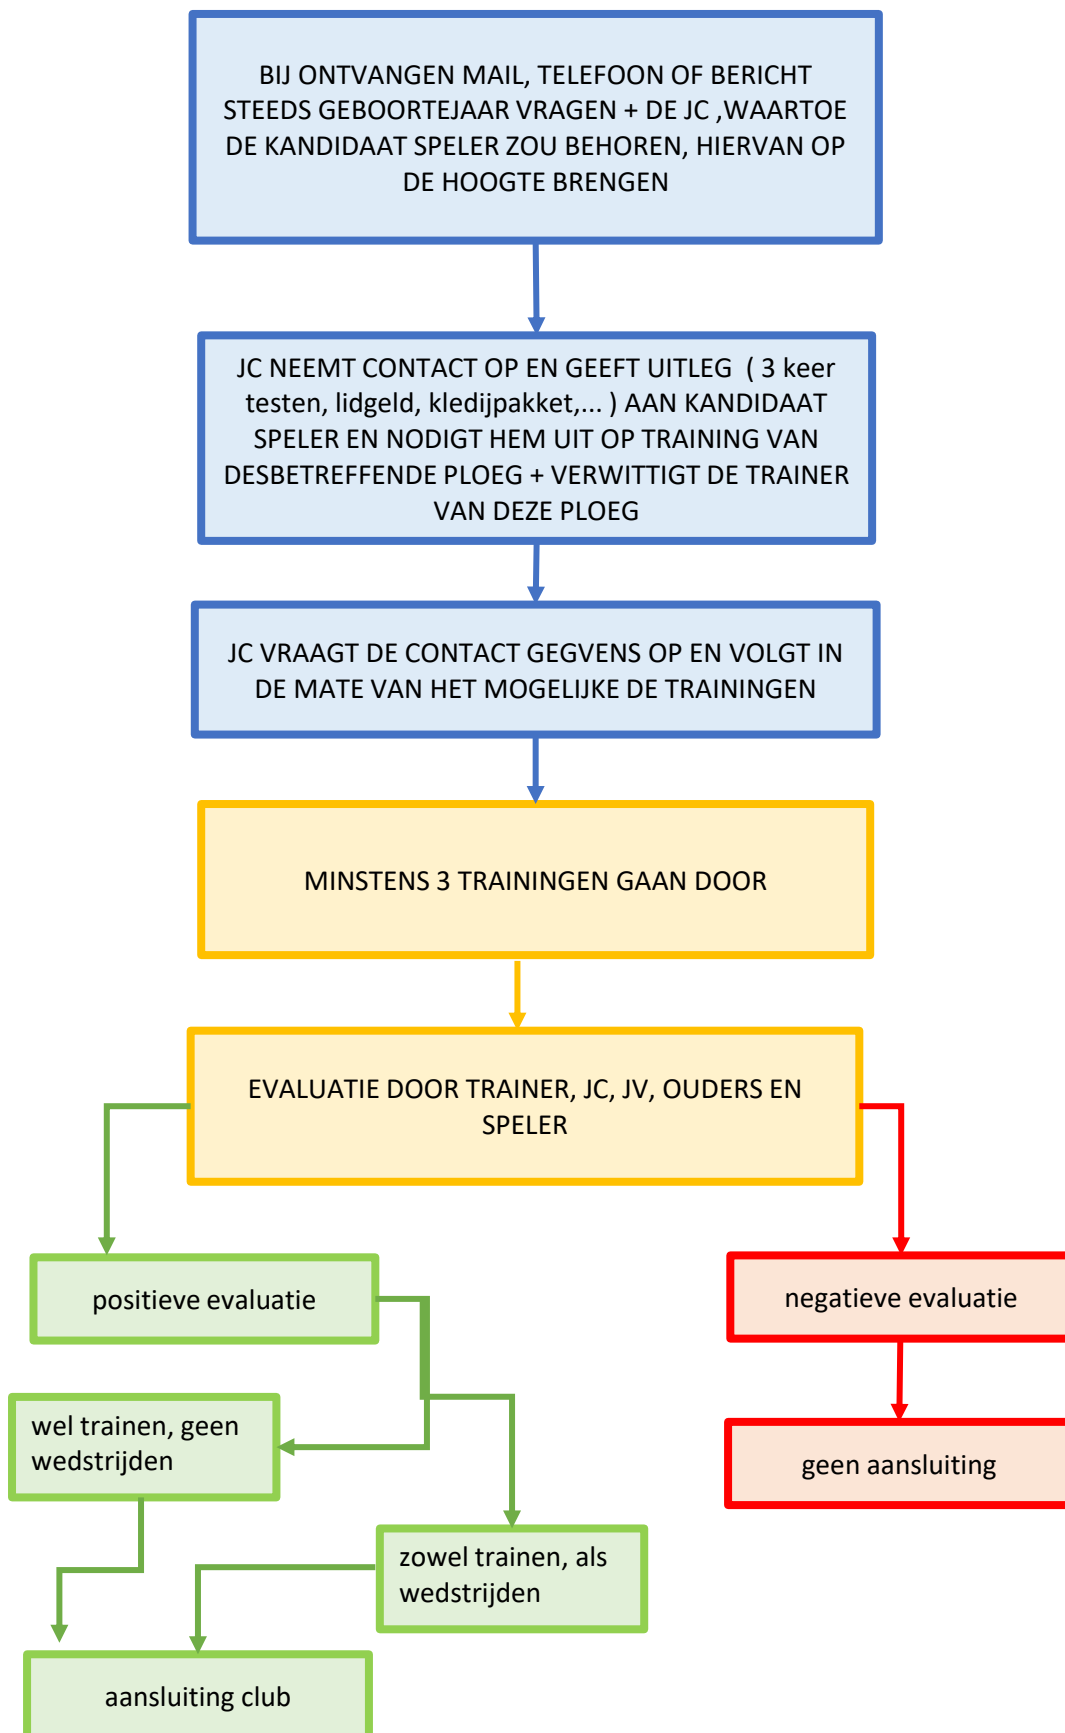 BIJ ONTVANGEN MAIL, TELEFOON OF BERICHT
STEEDS GEBOORTEJAAR VRAGEN + DE JC ,WAARTOE
DE KANDIDAAT SPELER ZOU BEHOREN, HIERVAN OP
DE HOOGTE BRENGEN
JC NEEMT CONTACT OP EN GEEFT UITLEG ( 3 keer
testen, lidgeld, kledijpakket,... ) AAN KANDIDAAT
SPELER EN NODIGT HEM UIT OP TRAINING VAN
DESBETREFFENDE PLOEG + VERWITTIGT DE TRAINER
VAN DEZE PLOEG
JC VRAAGT DE CONTACT GEGVENS OP EN VOLGT IN
DE MATE VAN HET MOGELIJKE DE TRAININGEN
MINSTENS 3 TRAININGEN GAAN DOOR
EVALUATIE DOOR TRAINER, JC, JV, OUDERS EN
SPELER
positieve evaluatie
negatieve evaluatie
wel trainen, geen
wedstrijden
geen aansluiting
zowel trainen, als
wedstrijden
aansluiting club